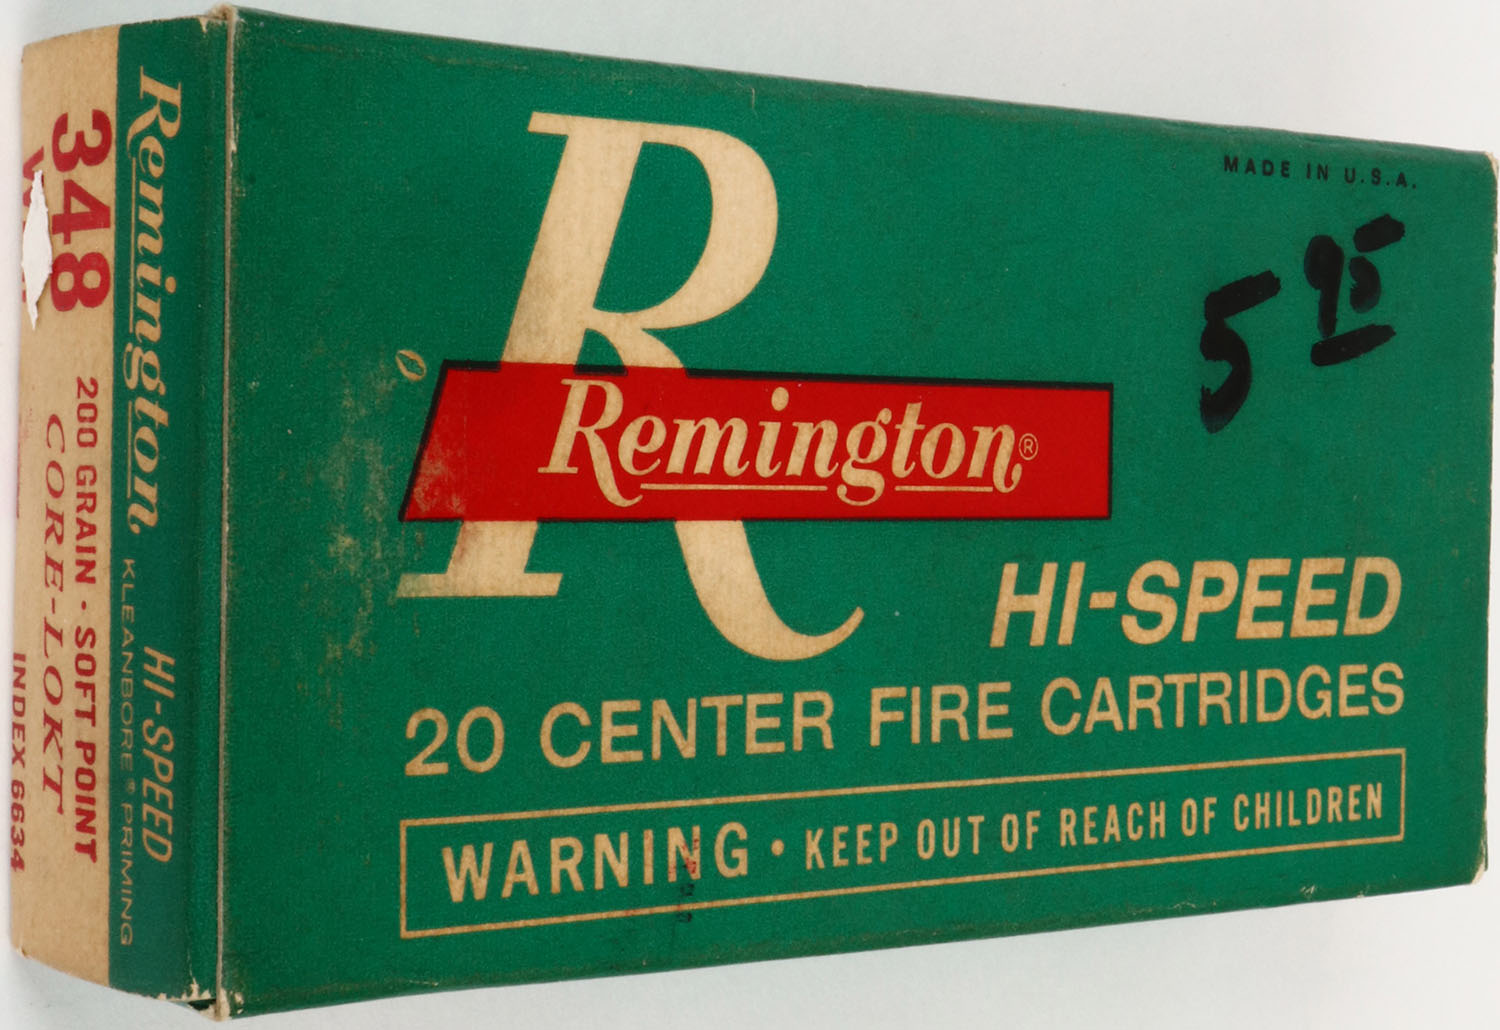 MADE IN U.S.A.
5 95
R
Remington®
HI-SPEED
20 CENTER FIRE CARTRIDGES
WARNING · KEEP OUT OF REACH OF CHILDREN
Remington. HI-SPEED
KLEANBORE® PRIMING
348
200 GRAIN · SOFT POINT
CORE-LOKT
INDEX 6634